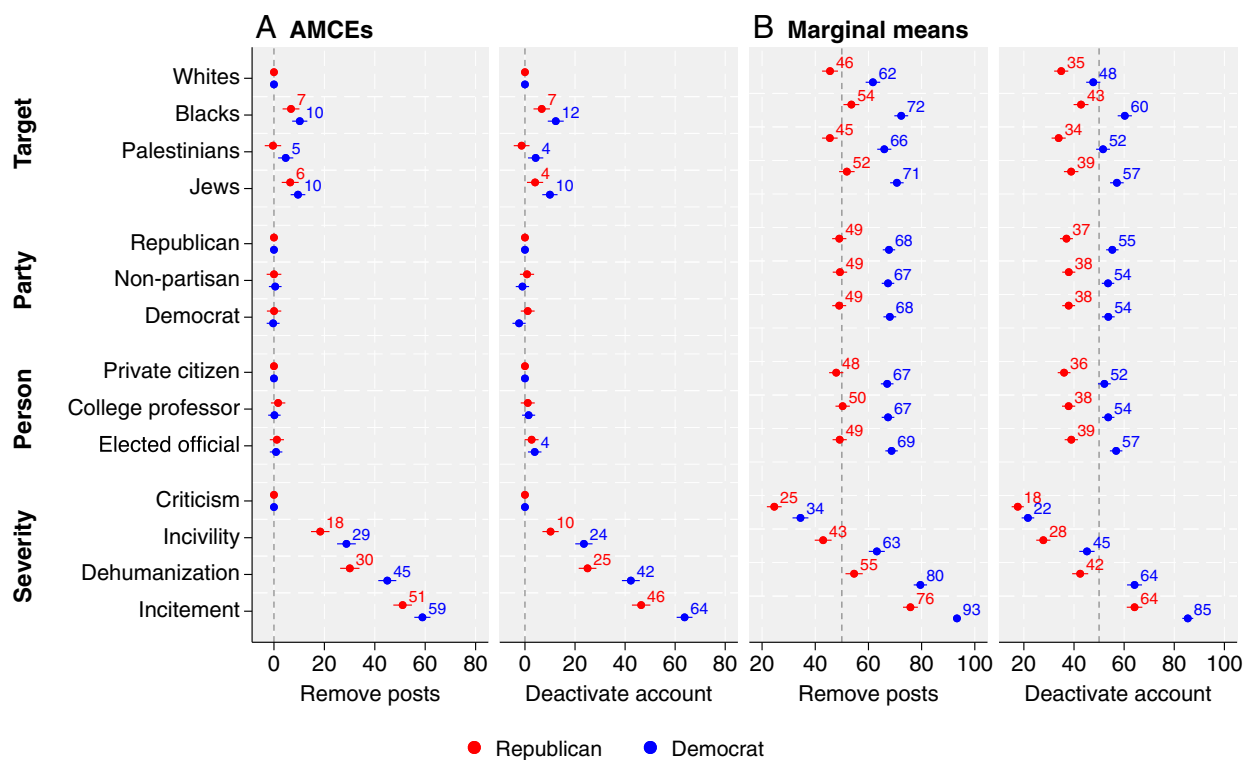 A AMCEs
B Marginal means
Target
Whites 46 62 35 48
Blacks 7 10 7 12 54 72 43 60
Palestinians 5 4 45 66 34 52
Jews 6 10 4 10 52 71 39 57
Party
Republican 49 68 37 55
Non-partisan 49 67 38 54
Democrat 49 68 38 54
Person
Private citizen 48 67 36 52
College professor 50 67 38 54
Elected official 4 49 69 39 57
Severity
Criticism 25 34 18 22
Incivility 18 29 10 24 43 63 28 45
Dehumanization 30 45 25 42 55 80 42 64
Incitement 51 59 46 64 76 93 64 85
0 20 40 60 80 0 20 40 60 80 20 40 60 80 100 20 40 60 80 100
Remove posts Deactivate account Remove posts Deactivate account
Republican Democrat